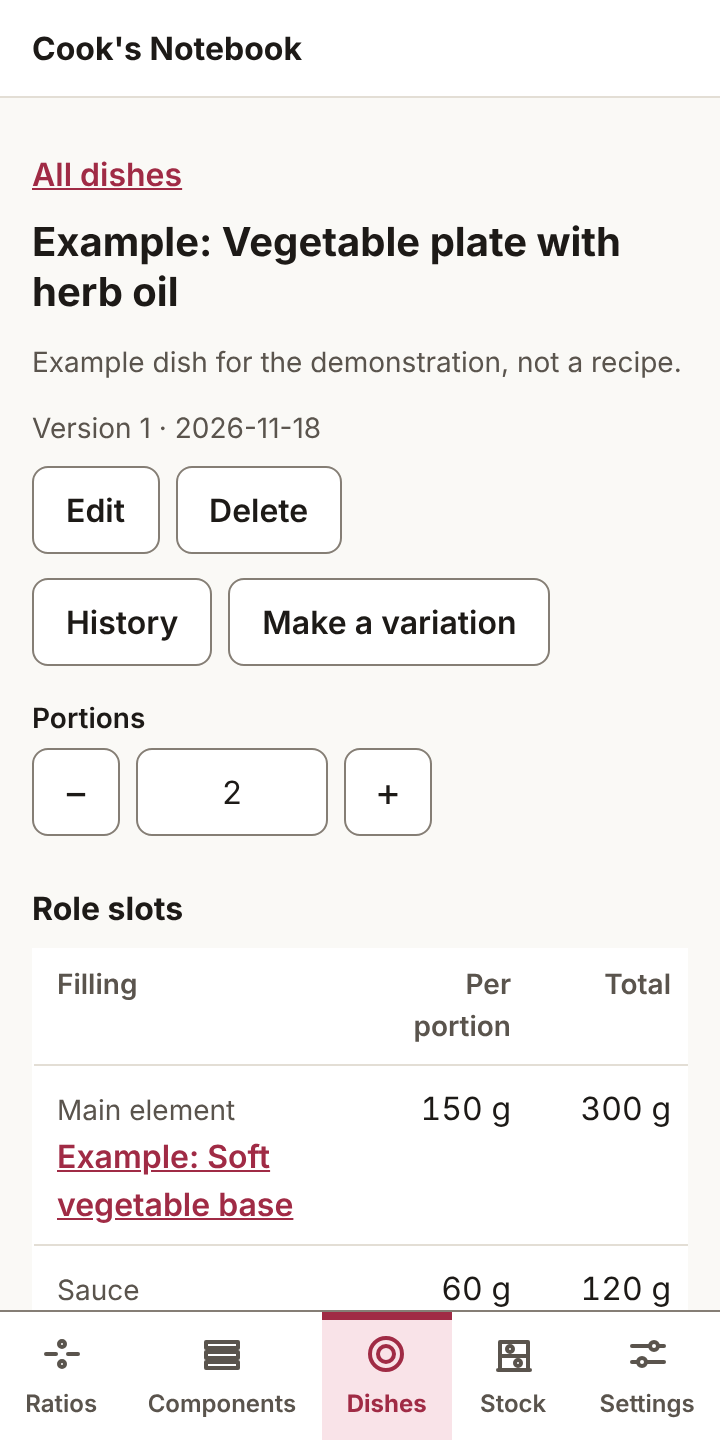 Cook's Notebook
All dishes
Example: Vegetable plate with
herb oil
Example dish for the demonstration, not a recipe.
Version 1 · 2026-11-18
Edit Delete
History Make a variation
Portions
− 2 +
Role slots
Filling Per portion Total
Main element 150 g 300 g
Example: Soft
vegetable base
Sauce 60 g 120 g
Ratios Components Dishes Stock Settings